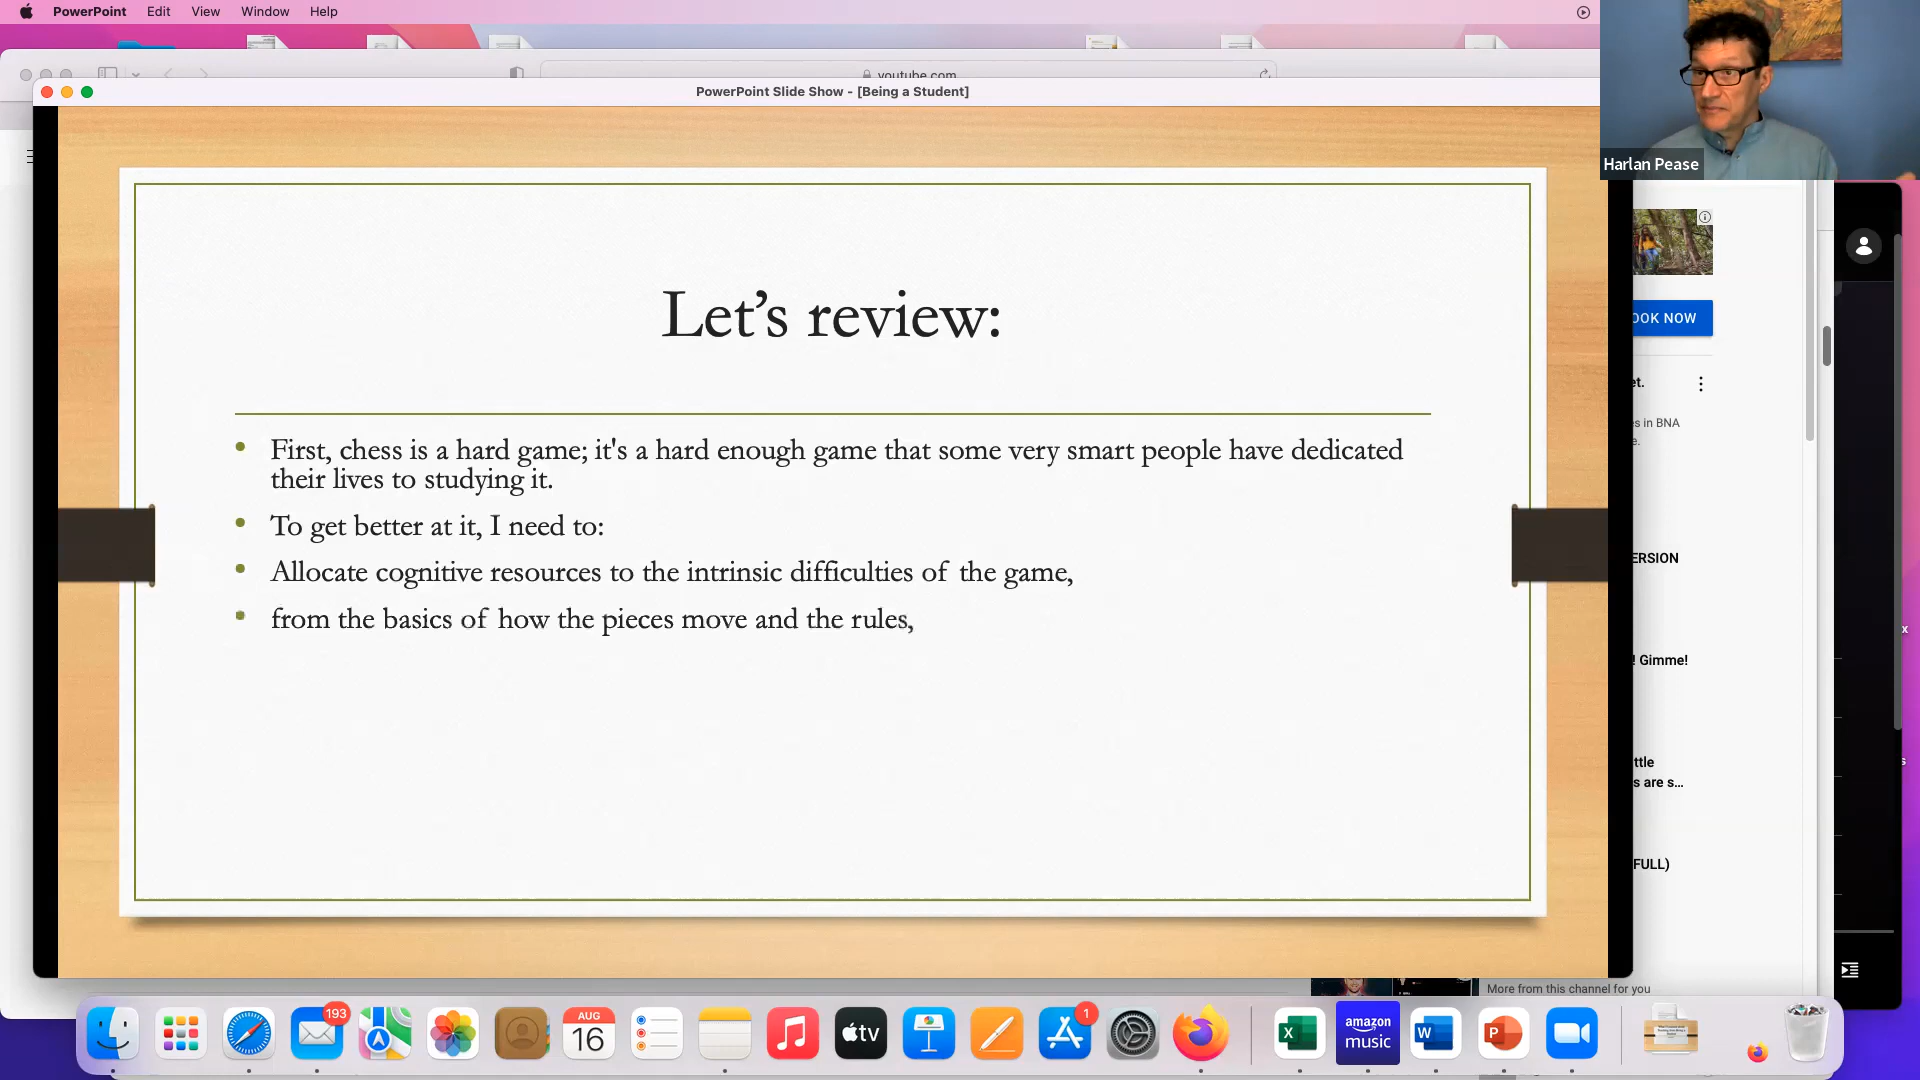 PowerPoint Edit View Window Help
youtube.com
PowerPoint Slide Show - [Being a Student]
Harlan Pease
Let’s review:
OOK NOW
First, chess is a hard game; it's a hard enough game that some very smart people have dedicated
et.
their lives to studying it.
es in BNA
e.
To get better at it, I need to:
ERSION
Allocate cognitive resources to the intrinsic difficulties of the game,
from the basics of how the pieces move and the rules,
x
! Gimme!
ttle
s
s are s...
FULL)
More from this channel for you
193
AUG
16
tv
1
X
amazon
music
W
P